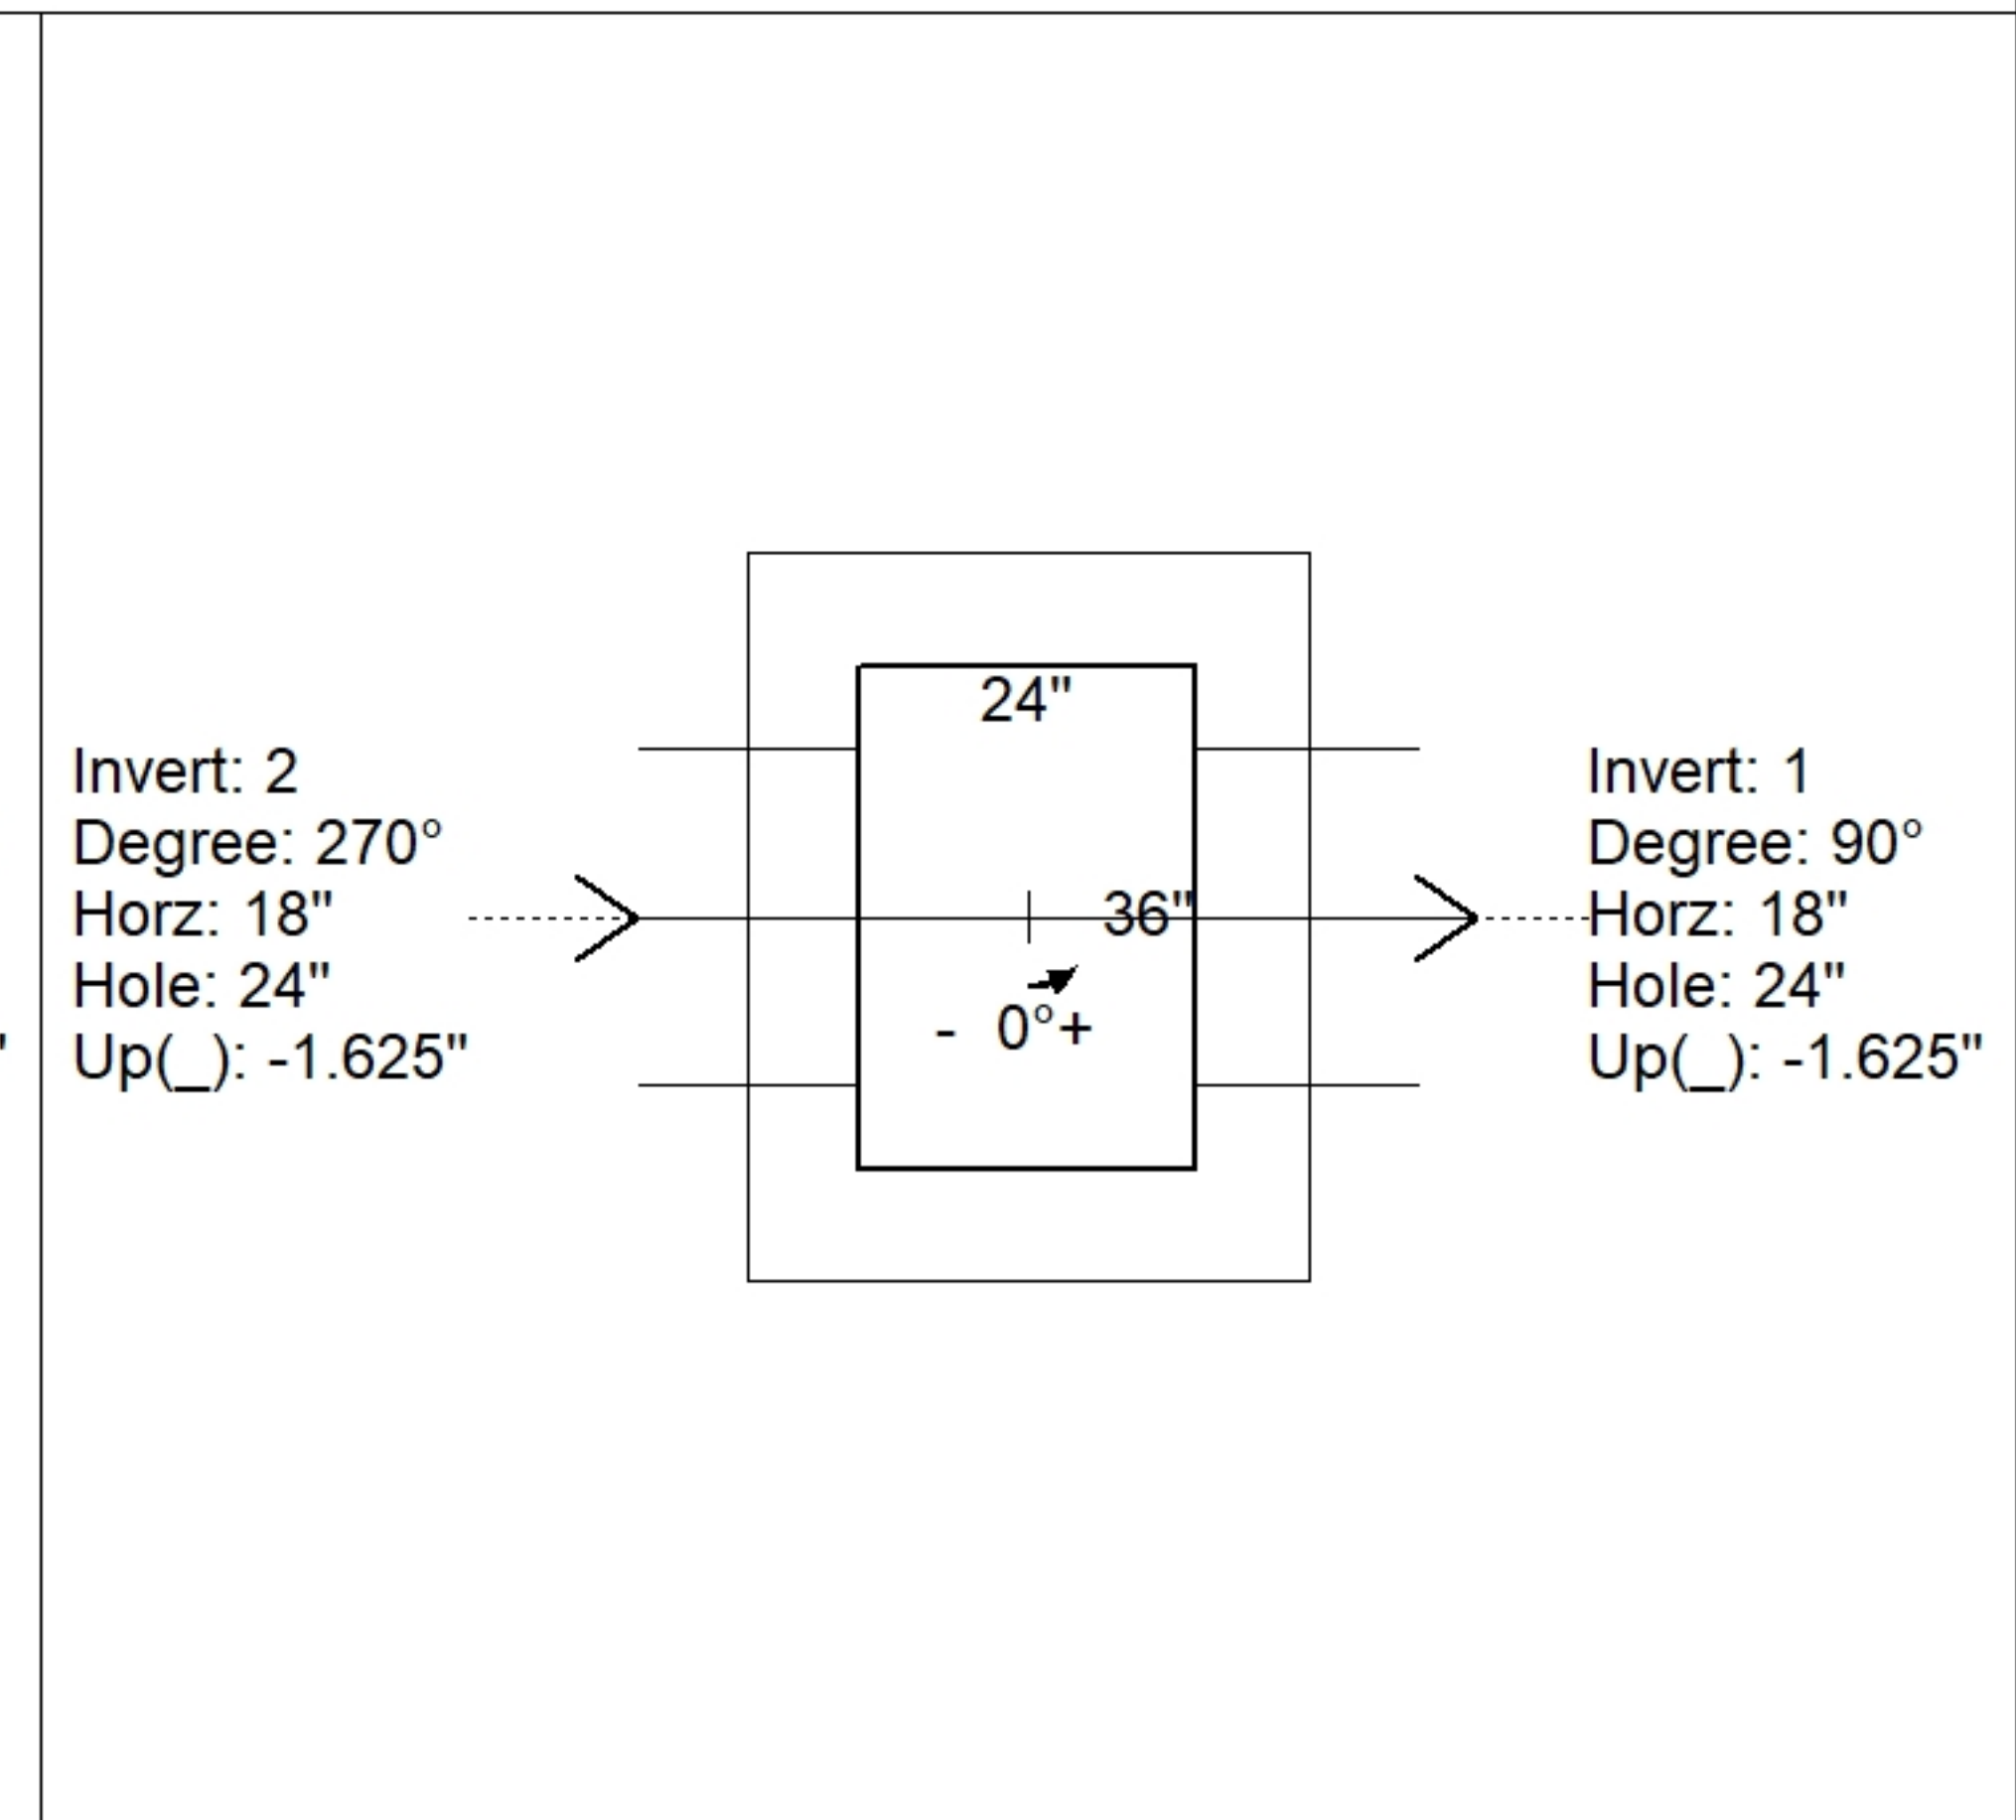 24"
Invert: 2
Degree: 270°
Horz: 18"
Hole: 24"
Up(_): -1.625"
36"
- 0°+
Invert: 1
Degree: 90°
Horz: 18"
Hole: 24"
Up(_): -1.625"
"